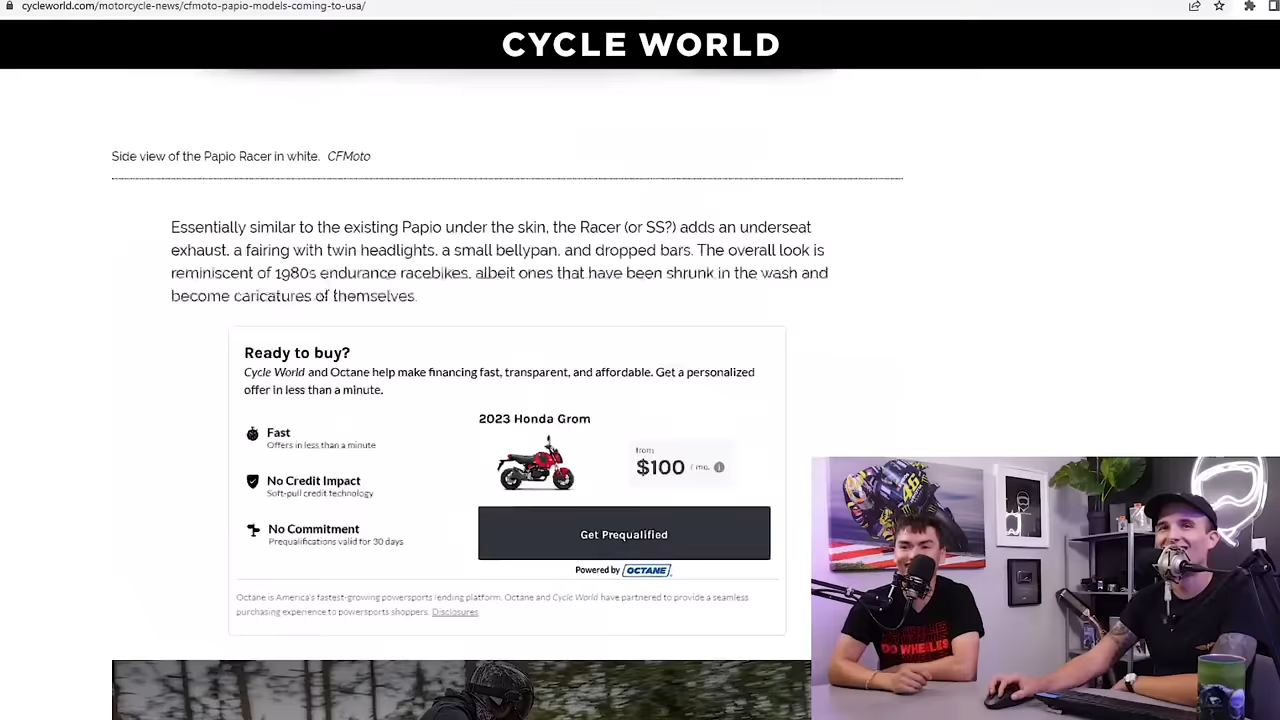 cycleworld.com/motorcycle-news/cfmoto-papio-models-coming-to-usa/
CYCLE WORLD
Side view of the Papio Racer in white. CFMoto
Essentially similar to the existing Papio under the skin, the Racer (or SS?) adds an underseat
exhaust, a fairing with twin headlights, a small bellypan, and dropped bars. The overall look is
reminiscent of 1980s endurance racebikes, albeit ones that have been shrunk in the wash and
become caricatures of themselves.
Ready to buy?
Cycle World and Octane help make financing fast, transparent, and affordable. Get a personalized
offer in less than a minute.
Fast
Offers in less than a minute
No Credit Impact
Soft-pull credit technology
No Commitment
Prequalifications valid for 30 days
2023 Honda Grom
from
$100 / mo.
Get Prequalified
Powered by OCTANE
Octane is America's fastest-growing powersports lending platform. Octane and Cycle World have partnered to provide a seamless
purchasing experience to powersports shoppers. Disclosures
46
DO WHEELIES